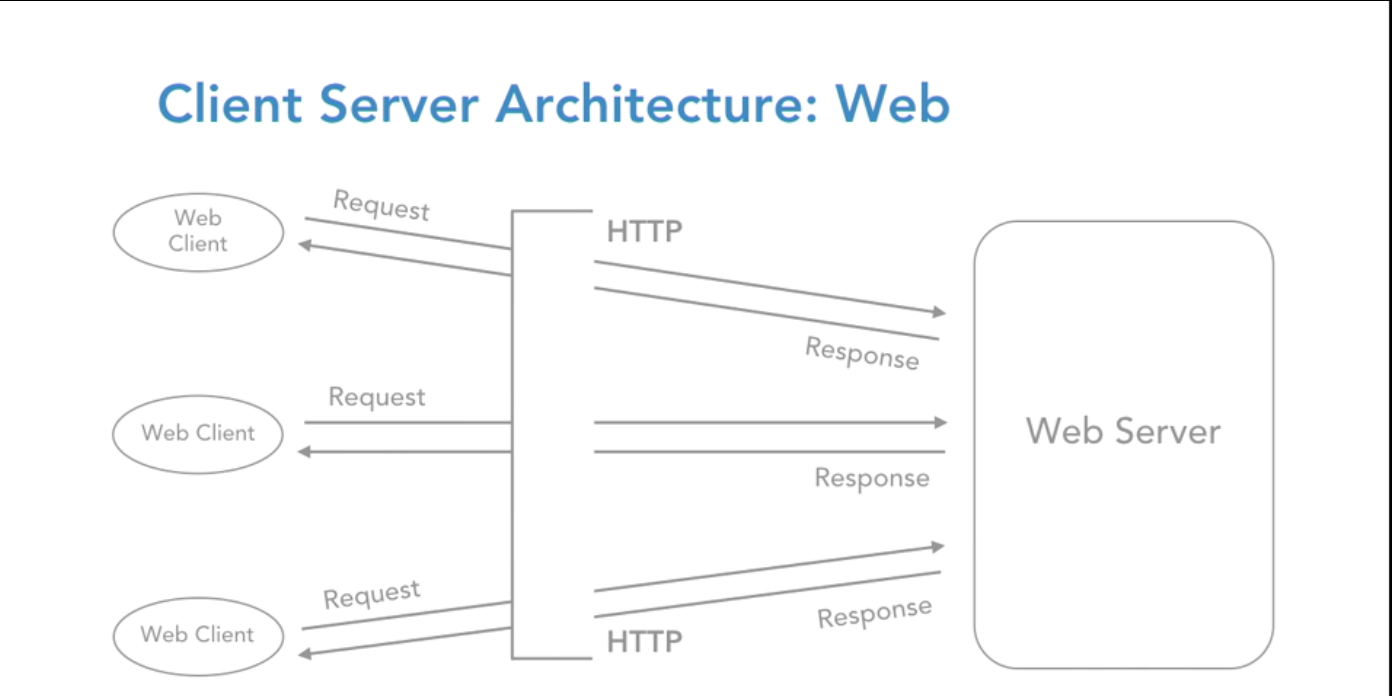 Client Server Architecture: Web
Web
Client
Request
HTTP
Response
Web Client
Request
Response
Web Server
Web Client
Request
Response
HTTP